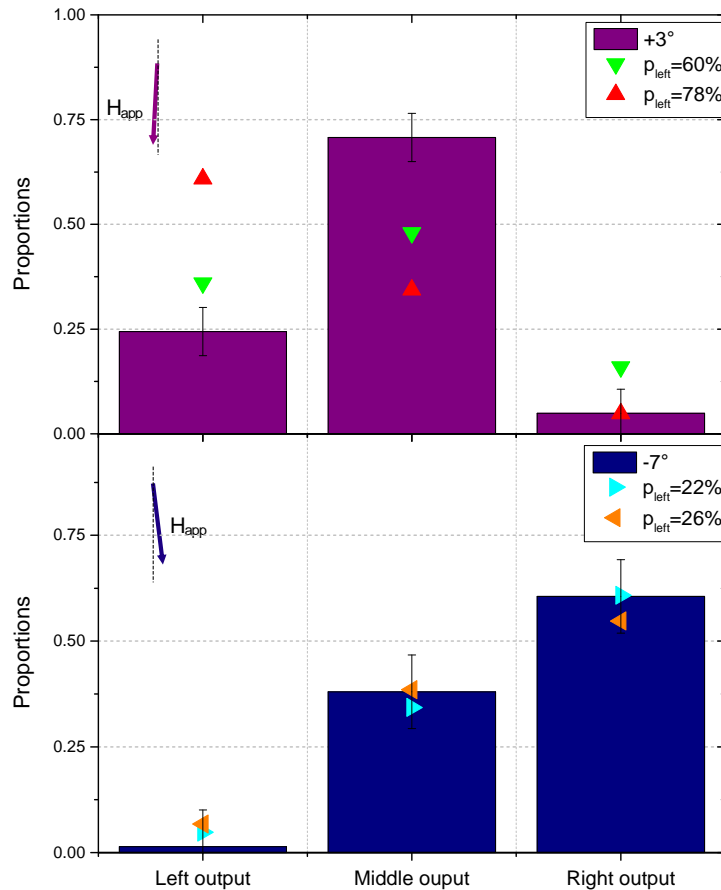 1.00
0.75
0.50
0.25
0.00
Proportions
H_app
+3°
p_left=60%
p_left=78%
0.75
0.50
0.25
0.00
Proportions
H_app
-7°
p_left=22%
p_left=26%
Left output
Middle ouput
Right output